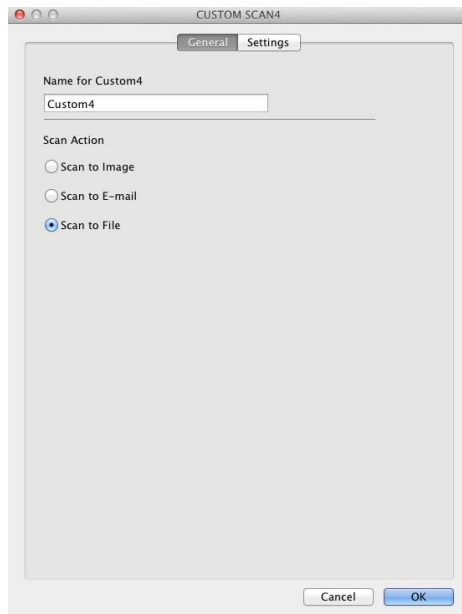 CUSTOM SCAN4
General Settings
Name for Custom4
Custom4
Scan Action
Scan to Image
Scan to E-mail
Scan to File
Cancel OK